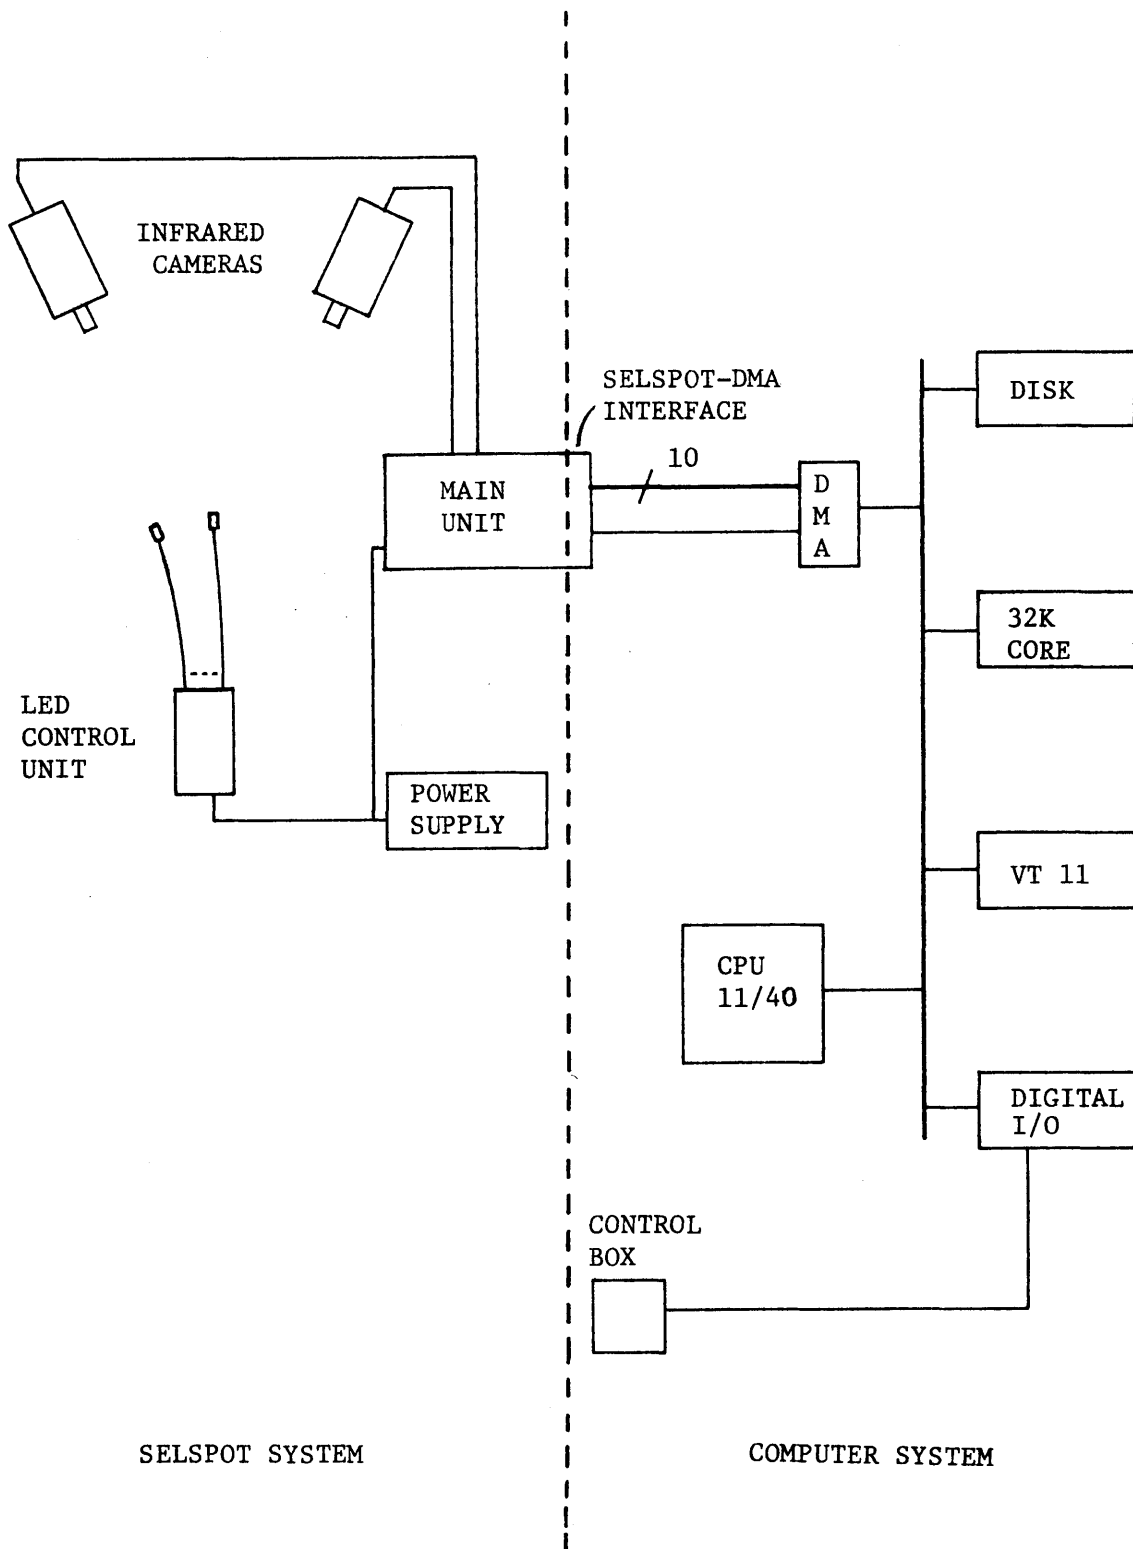 INFRARED
CAMERAS
SELSPOT-DMA
INTERFACE
DISK
10
MAIN
UNIT
D
M
A
32K
CORE
LED
CONTROL
UNIT
POWER
SUPPLY
VT 11
CPU
11/40
DIGITAL
I/O
CONTROL
BOX
SELSPOT SYSTEM
COMPUTER SYSTEM